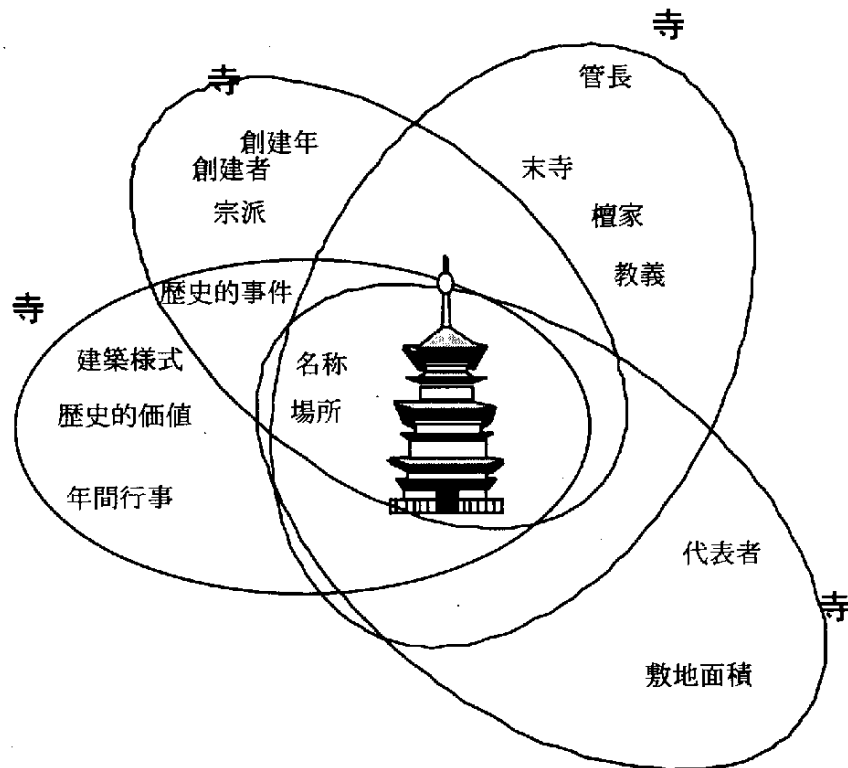 寺
管長
寺
創建年
創建者
末寺
宗派
檀家
教義
歴史的事件
寺
建築様式
名称
歴史的価値
場所
年間行事
代表者
寺
敷地面積